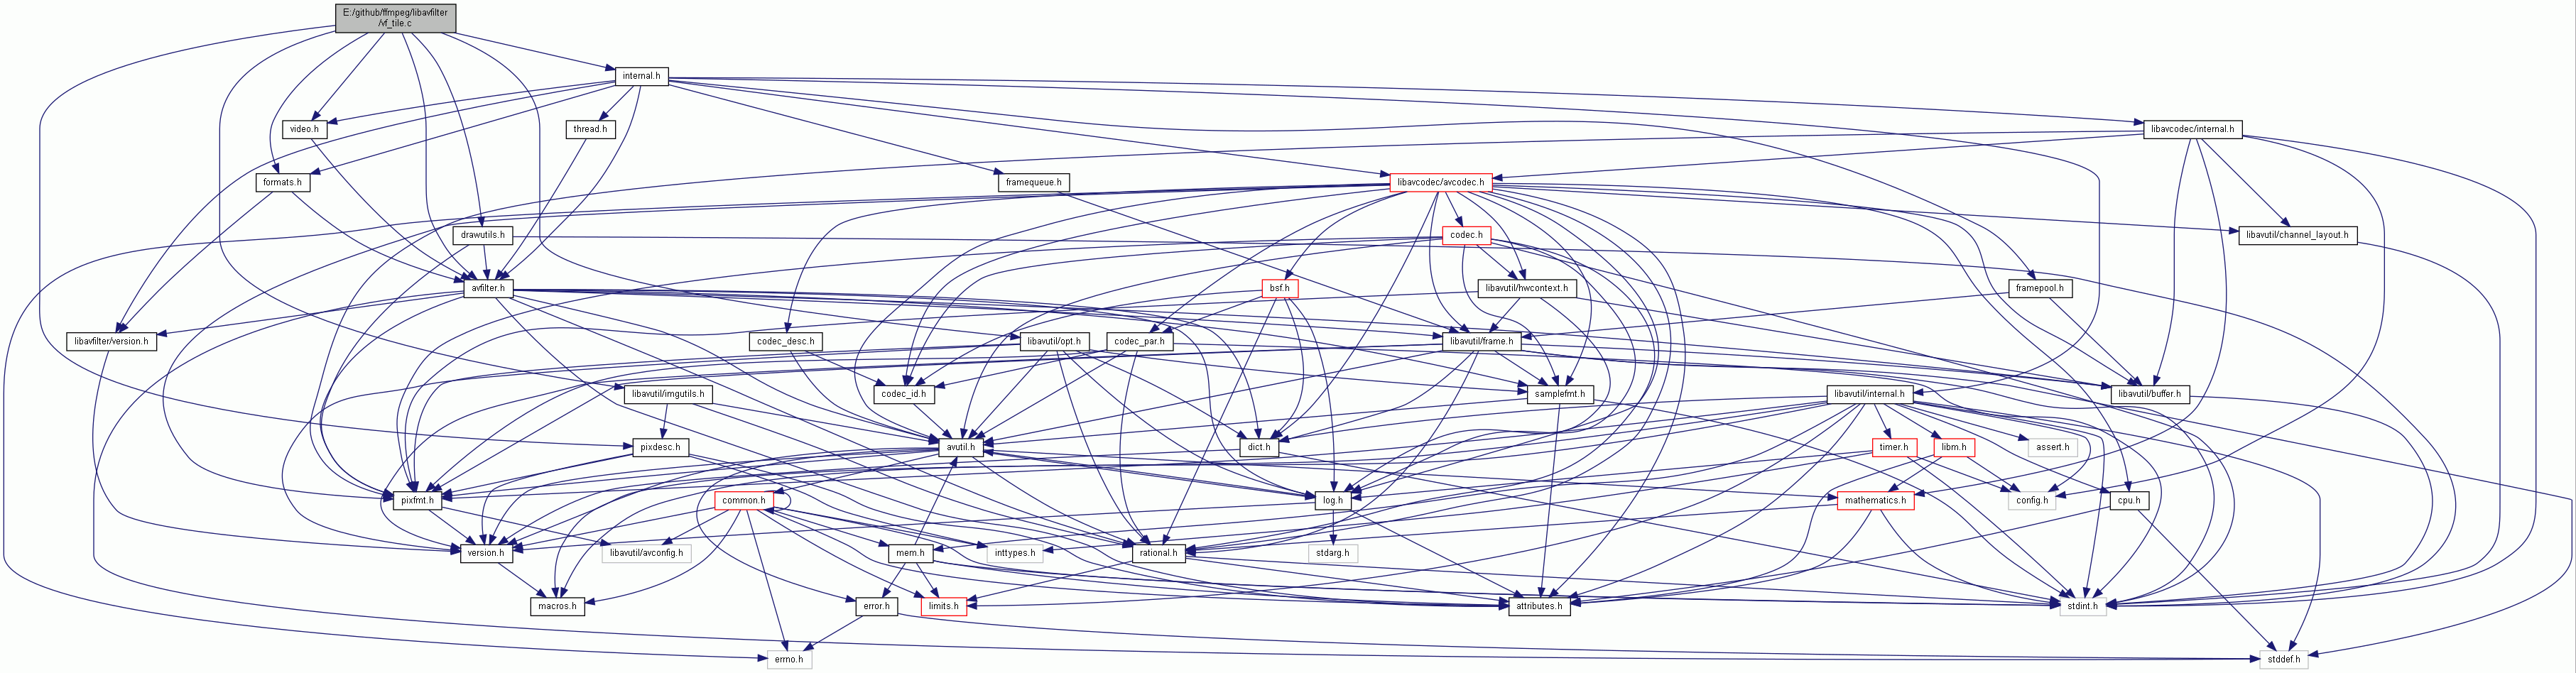 E:/github/ffmpeg/libavfilter
/vf_tile.c
internal.h
video.h
thread.h
libavcodec/internal.h
formats.h
framequeue.h
libavcodec/avcodec.h
drawutils.h
codec.h
libavutil/channel_layout.h
avfilter.h
bsf.h
libavutil/hwcontext.h
framepool.h
libavfilter/version.h
codec_desc.h
libavutil/opt.h
codec_par.h
libavutil/frame.h
libavutil/imgutils.h
codec_id.h
samplefmt.h
libavutil/internal.h
libavutil/buffer.h
pixdesc.h
avutil.h
dict.h
timer.h
libm.h
assert.h
pixfmt.h
common.h
log.h
mathematics.h
config.h
cpu.h
version.h
libavutil/avconfig.h
mem.h
inttypes.h
rational.h
stdarg.h
macros.h
error.h
limits.h
attributes.h
stdint.h
errno.h
stddef.h